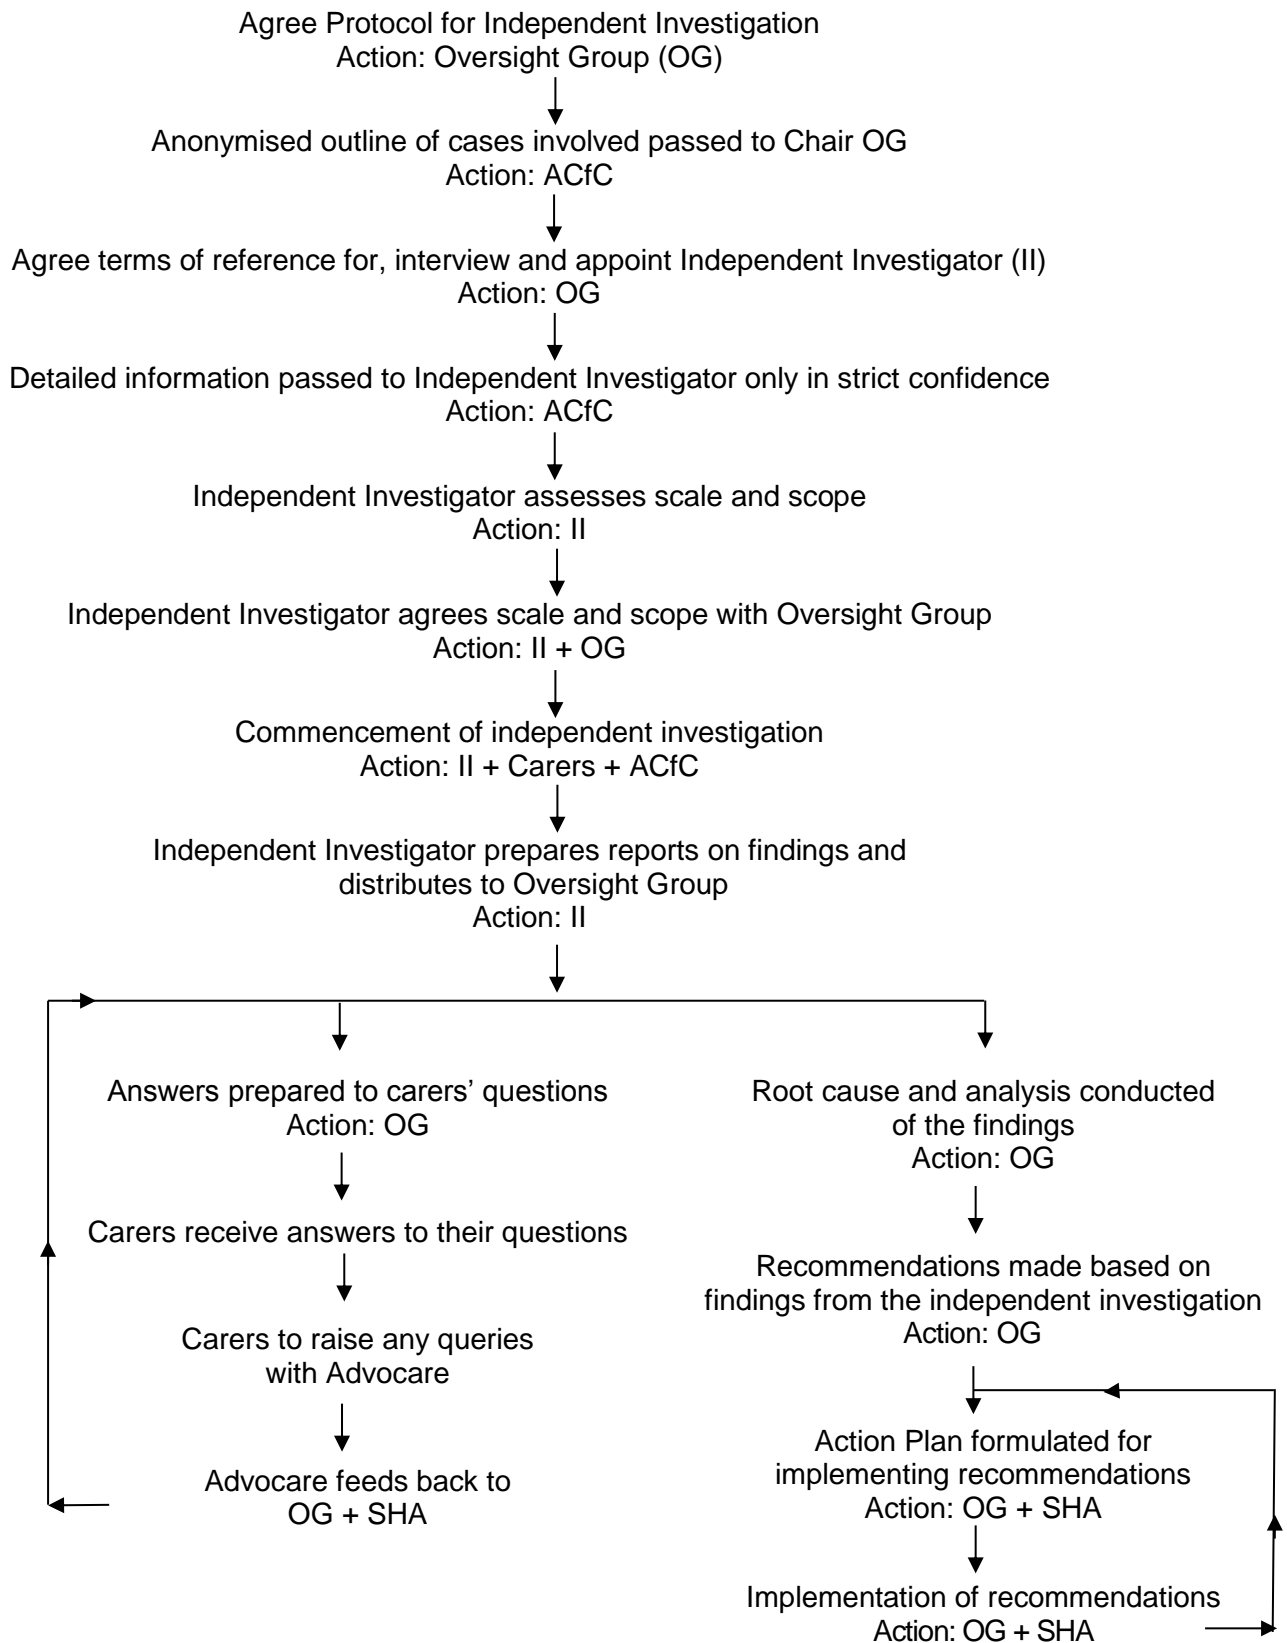 Agree Protocol for Independent Investigation
Action: Oversight Group (OG)
Anonymised outline of cases involved passed to Chair OG
Action: ACfC
Agree terms of reference for, interview and appoint Independent Investigator (II)
Action: OG
Detailed information passed to Independent Investigator only in strict confidence
Action: ACfC
Independent Investigator assesses scale and scope
Action: II
Independent Investigator agrees scale and scope with Oversight Group
Action: II + OG
Commencement of independent investigation
Action: II + Carers + ACfC
Independent Investigator prepares reports on findings and
distributes to Oversight Group
Action: II
Answers prepared to carers’ questions
Action: OG
Carers receive answers to their questions
Carers to raise any queries
with Advocare
Advocare feeds back to
OG + SHA
Root cause and analysis conducted
of the findings
Action: OG
Recommendations made based on
findings from the independent investigation
Action: OG
Action Plan formulated for
implementing recommendations
Action: OG + SHA
Implementation of recommendations
Action: OG + SHA